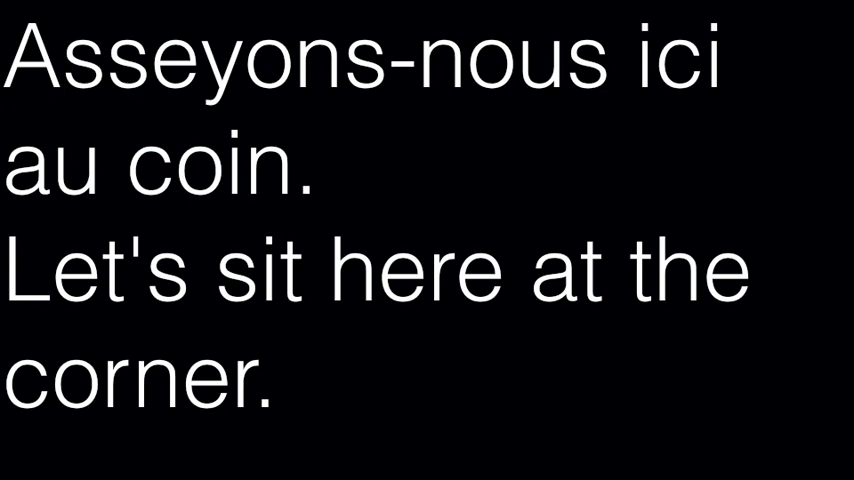 Asseyons-nous ici
au coin.
Let's sit here at the
corner.